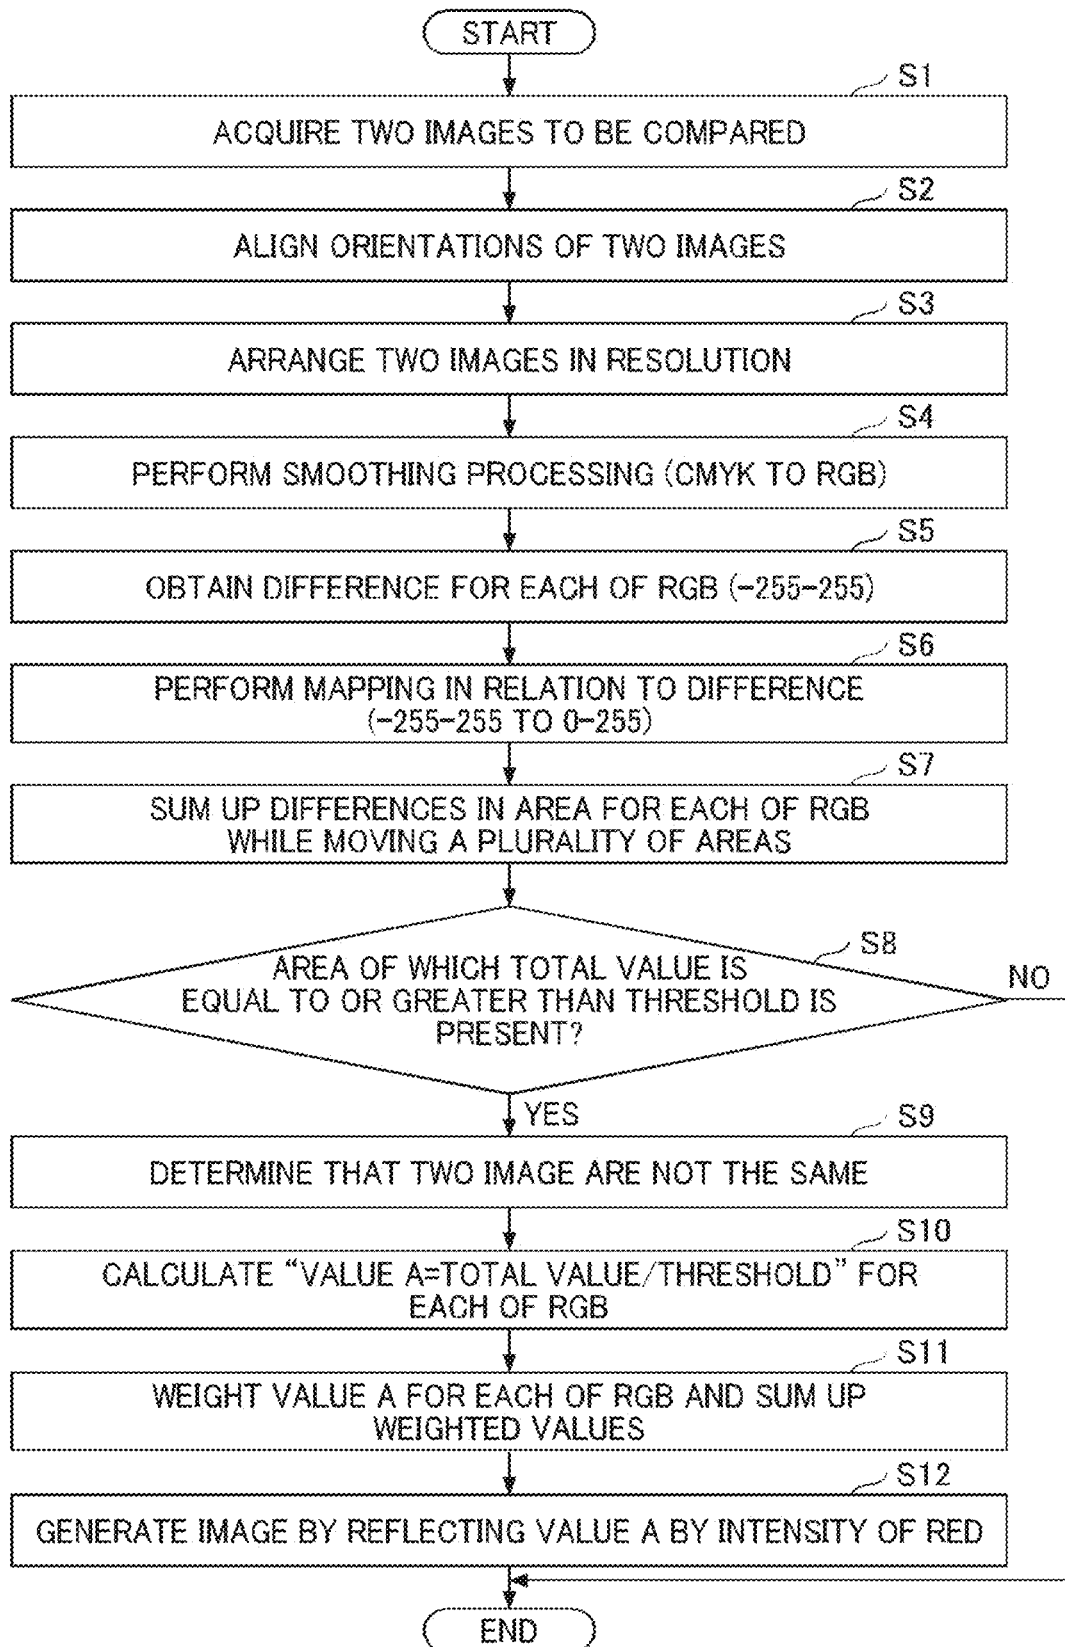 START
S1
ACQUIRE TWO IMAGES TO BE COMPARED
S2
ALIGN ORIENTATIONS OF TWO IMAGES
S3
ARRANGE TWO IMAGES IN RESOLUTION
S4
PERFORM SMOOTHING PROCESSING (CMYK TO RGB)
S5
OBTAIN DIFFERENCE FOR EACH OF RGB (-255-255)
S6
PERFORM MAPPING IN RELATION TO DIFFERENCE
(-255-255 TO 0-255)
S7
SUM UP DIFFERENCES IN AREA FOR EACH OF RGB
WHILE MOVING A PLURALITY OF AREAS
S8
AREA OF WHICH TOTAL VALUE IS
EQUAL TO OR GREATER THAN THRESHOLD IS
PRESENT?
NO
YES
S9
DETERMINE THAT TWO IMAGE ARE NOT THE SAME
S10
CALCULATE “VALUE A=TOTAL VALUE/THRESHOLD” FOR
EACH OF RGB
S11
WEIGHT VALUE A FOR EACH OF RGB AND SUM UP
WEIGHTED VALUES
S12
GENERATE IMAGE BY REFLECTING VALUE A BY INTENSITY OF RED
END